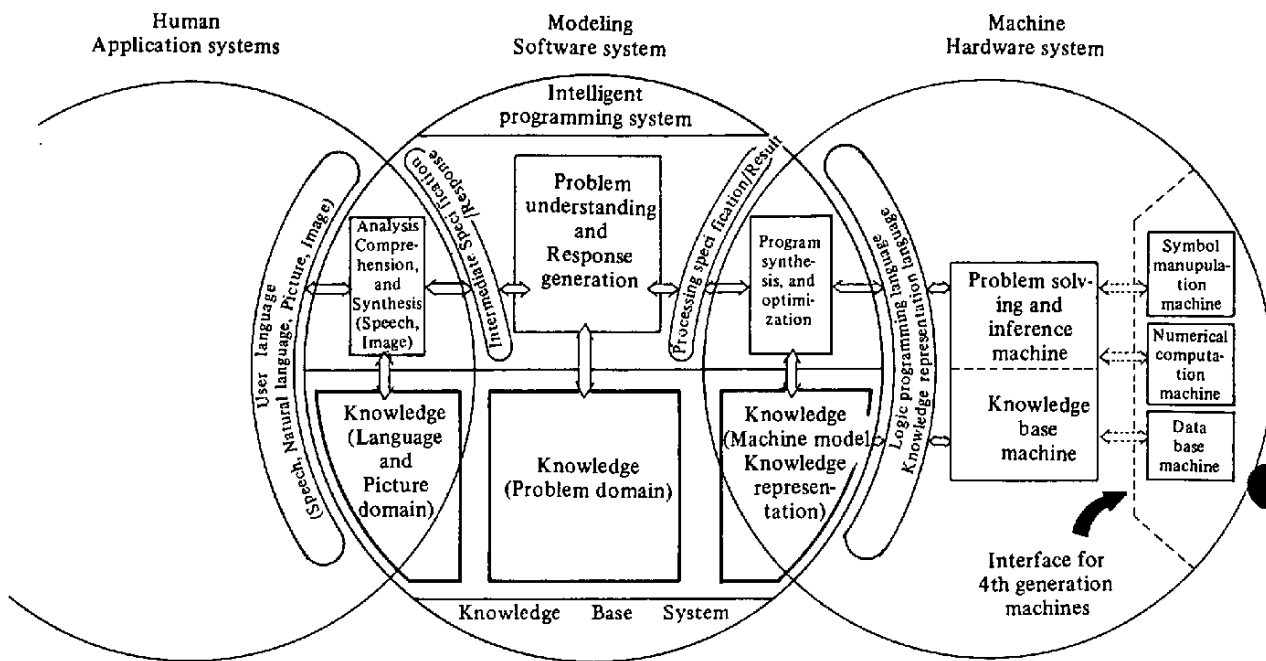 Human
Application systems
Modeling
Software system
Machine
Hardware system
Intelligent
programming system
User language
(Speech, Natural language, Picture, Image)
Analysis
Compre-
hension,
and
Synthesis
(Speech,
Image)
Intermediate Speci fication
/Response
Problem
understanding
and
Response
generation
Processing speci fication/Result
Program
synthe-
sis, and
optimi-
zation
Logic programming language
Knowledge representation language
Problem solv-
ing and
inference
machine
Knowledge
base
machine
Symbol
manupula-
tion
machine
Numerical
computa-
tion
machine
Data
base
machine
Knowledge
(Language
and
Picture
domain)
Knowledge
(Problem domain)
Knowledge
(Machine model
Knowledge
represen-
tation)
Interface for
4th generation
machines
Knowledge Base System